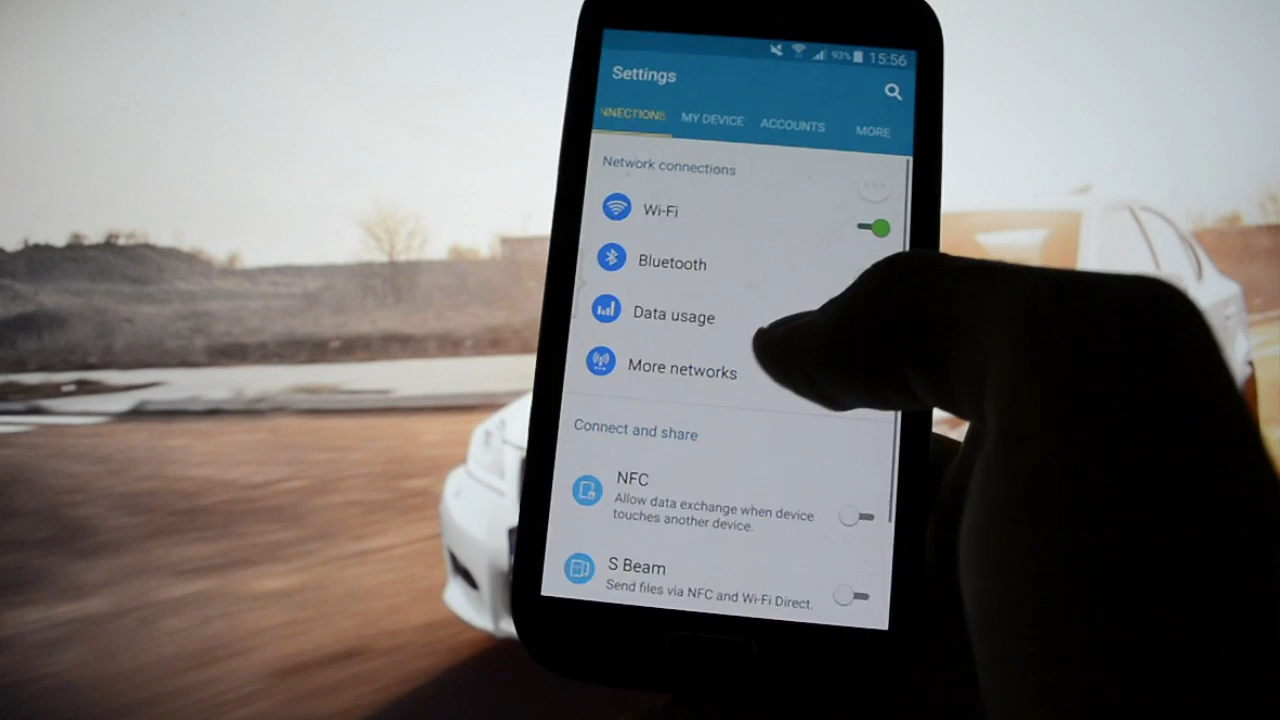 93% 15:56
Settings
NNECTIONS MY DEVICE ACCOUNTS MORE
Network connections
Wi-Fi
Bluetooth
Data usage
More networks
Connect and share
NFC
Allow data exchange when device
touches another device.
S Beam
Send files via NFC and Wi-Fi Direct.